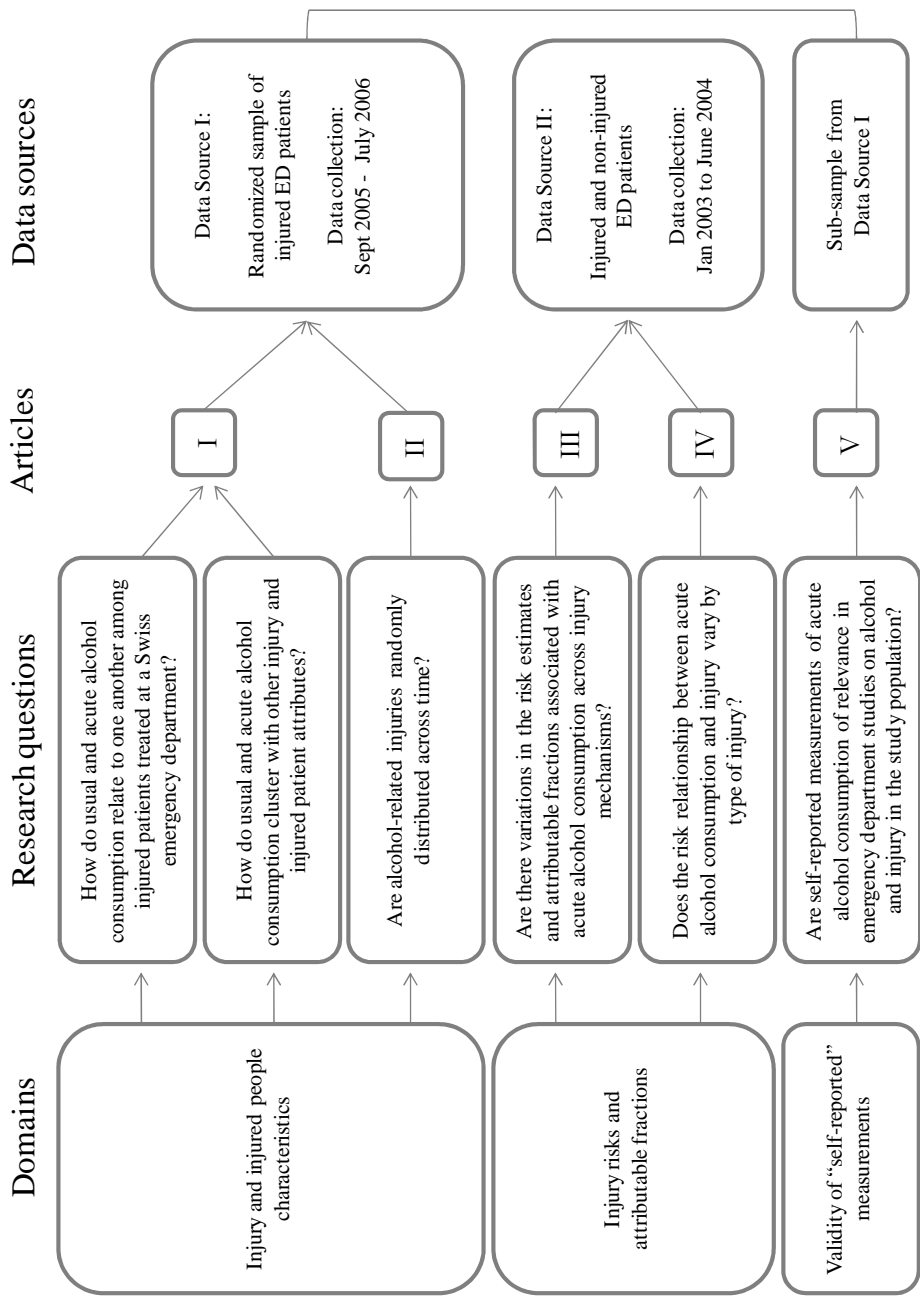 Domains
Research questions
Articles
Data sources
Injury and injured people
characteristics
Injury risks and
attributable fractions
Validity of “self-reported”
measurements
How do usual and acute alcohol
consumption relate to one another among
injured patients treated at a Swiss
emergency department?
How do usual and acute alcohol
consumption cluster with other injury and
injured patient attributes?
Are alcohol-related injuries randomly
distributed across time?
Are there variations in the risk estimates
and attributable fractions associated with
acute alcohol consumption across injury
mechanisms?
Does the risk relationship between acute
alcohol consumption and injury vary by
type of injury?
Are self-reported measurements of acute
alcohol consumption of relevance in
emergency department studies on alcohol
and injury in the study population?
I
II
III
IV
V
Data Source I:
Randomized sample of
injured ED patients
Data collection:
Sept 2005 - July 2006
Data Source II:
Injured and non-injured
ED patients
Data collection:
Jan 2003 to June 2004
Sub-sample from
Data Source I